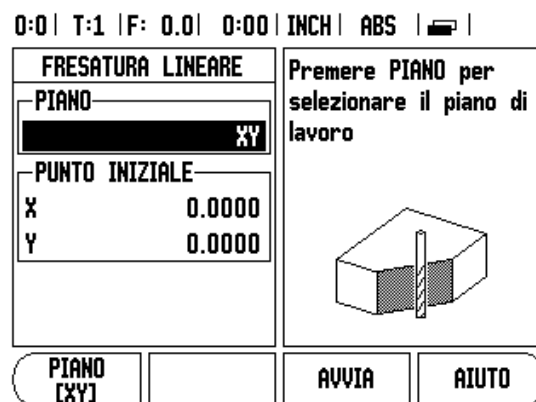 0:0| T:1 |F: 0.0| 0:00| INCH| ABS |
FRESATURA LINEARE
PIANO
XY
PUNTO INIZIALE
X 0.0000
Y 0.0000
Premere PIANO per
selezionare il piano di
lavoro
PIANO
[XY]
AVVIA
AIUTO